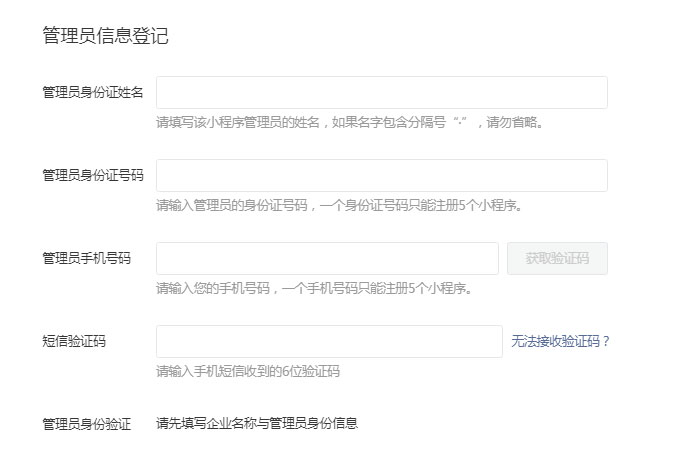 管理员信息登记
管理员身份证姓名
请填写该小程序管理员的姓名，如果名字包含分隔号“·”，请勿省略。
管理员身份证号码
请输入管理员的身份证号码，一个身份证号码只能注册5个小程序。
管理员手机号码 获取验证码
请输入您的手机号码，一个手机号码只能注册5个小程序。
短信验证码 无法接收验证码？
请输入手机短信收到的6位验证码
管理员身份验证 请先填写企业名称与管理员身份信息